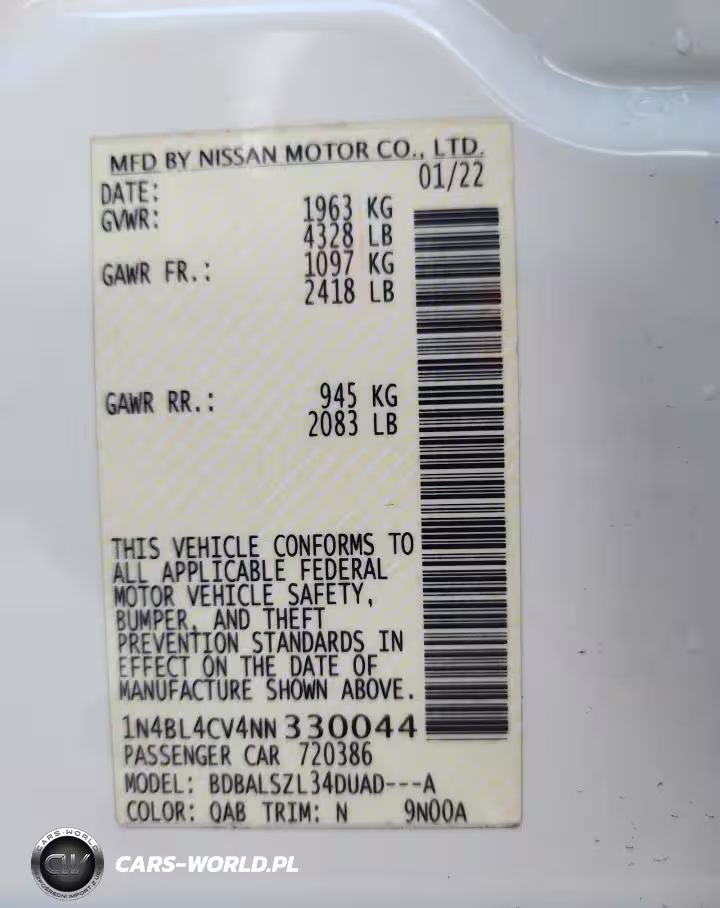 MFD BY NISSAN MOTOR CO., LTD.
DATE: 01/22
GVWR: 1963 KG
4328 LB
GAWR FR.: 1097 KG
2418 LB
GAWR RR.: 945 KG
2083 LB
THIS VEHICLE CONFORMS TO
ALL APPLICABLE FEDERAL
MOTOR VEHICLE SAFETY,
BUMPER, AND THEFT
PREVENTION STANDARDS IN
EFFECT ON THE DATE OF
MANUFACTURE SHOWN ABOVE.
1N4BL4CV4NN330044
PASSENGER CAR 720386
MODEL: BDBALSZL34DUAD---A
COLOR: QAB TRIM: N 9N00A
CARS-WORLD
CW
CARS-WORLD.PL